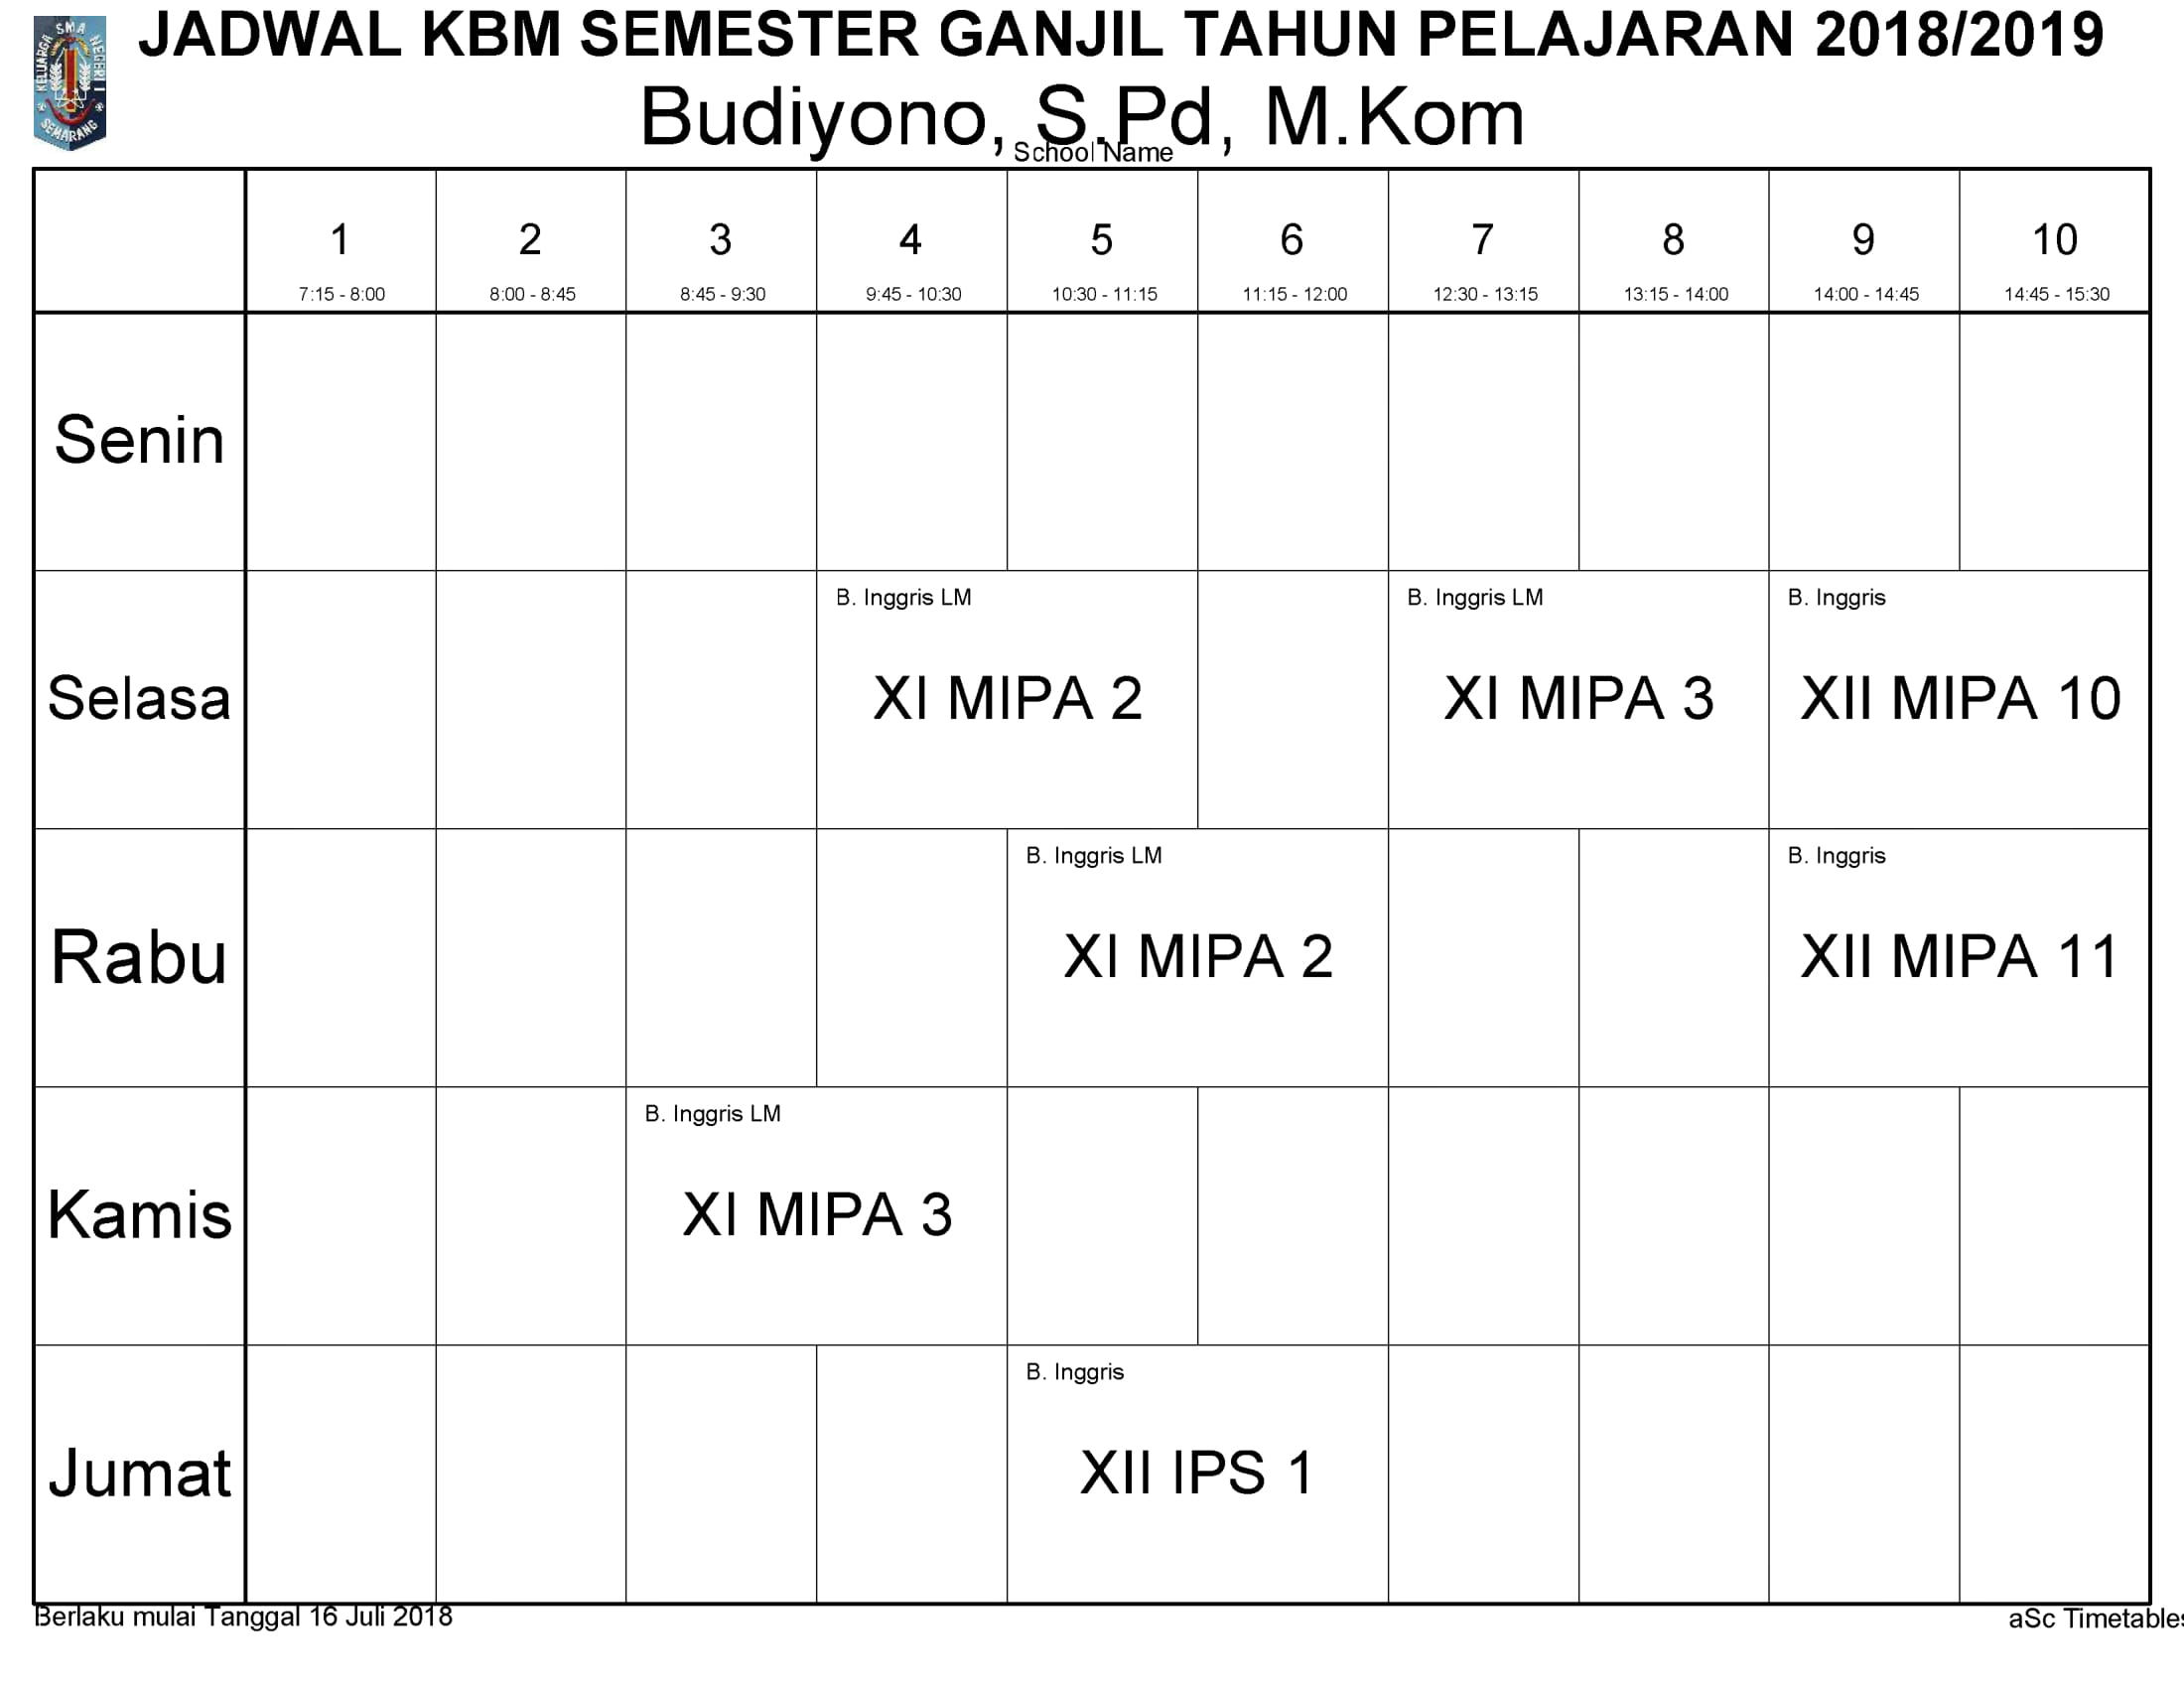 KELUARGA SMA NEGERI 1
SEMARANG
JADWAL KBM SEMESTER GANJIL TAHUN PELAJARAN 2018/2019
Budiyono, S.Pd, M.Kom
School Name
1 2 3 4 5 6 7 8 9 10
7:15 - 8:00 8:00 - 8:45 8:45 - 9:30 9:45 - 10:30 10:30 - 11:15 11:15 - 12:00 12:30 - 13:15 13:15 - 14:00 14:00 - 14:45 14:45 - 15:30
Senin
B. Inggris LM B. Inggris LM B. Inggris
Selasa XI MIPA 2 XI MIPA 3 XII MIPA 10
B. Inggris LM B. Inggris
Rabu XI MIPA 2 XII MIPA 11
B. Inggris LM
Kamis XI MIPA 3
B. Inggris
Jumat XII IPS 1
Berlaku mulai Tanggal 16 Juli 2018 aSc Timetables